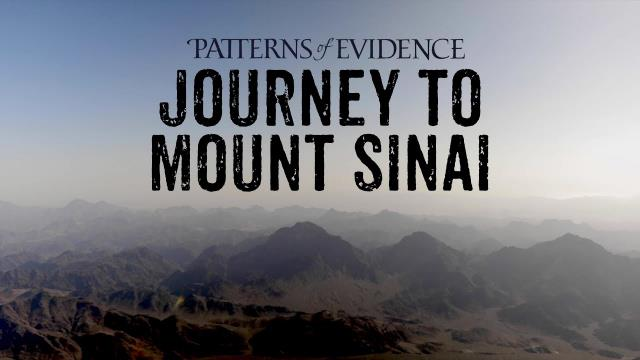 PATTERNS of EVIDENCE
JOURNEY TO
MOUNT SINAI